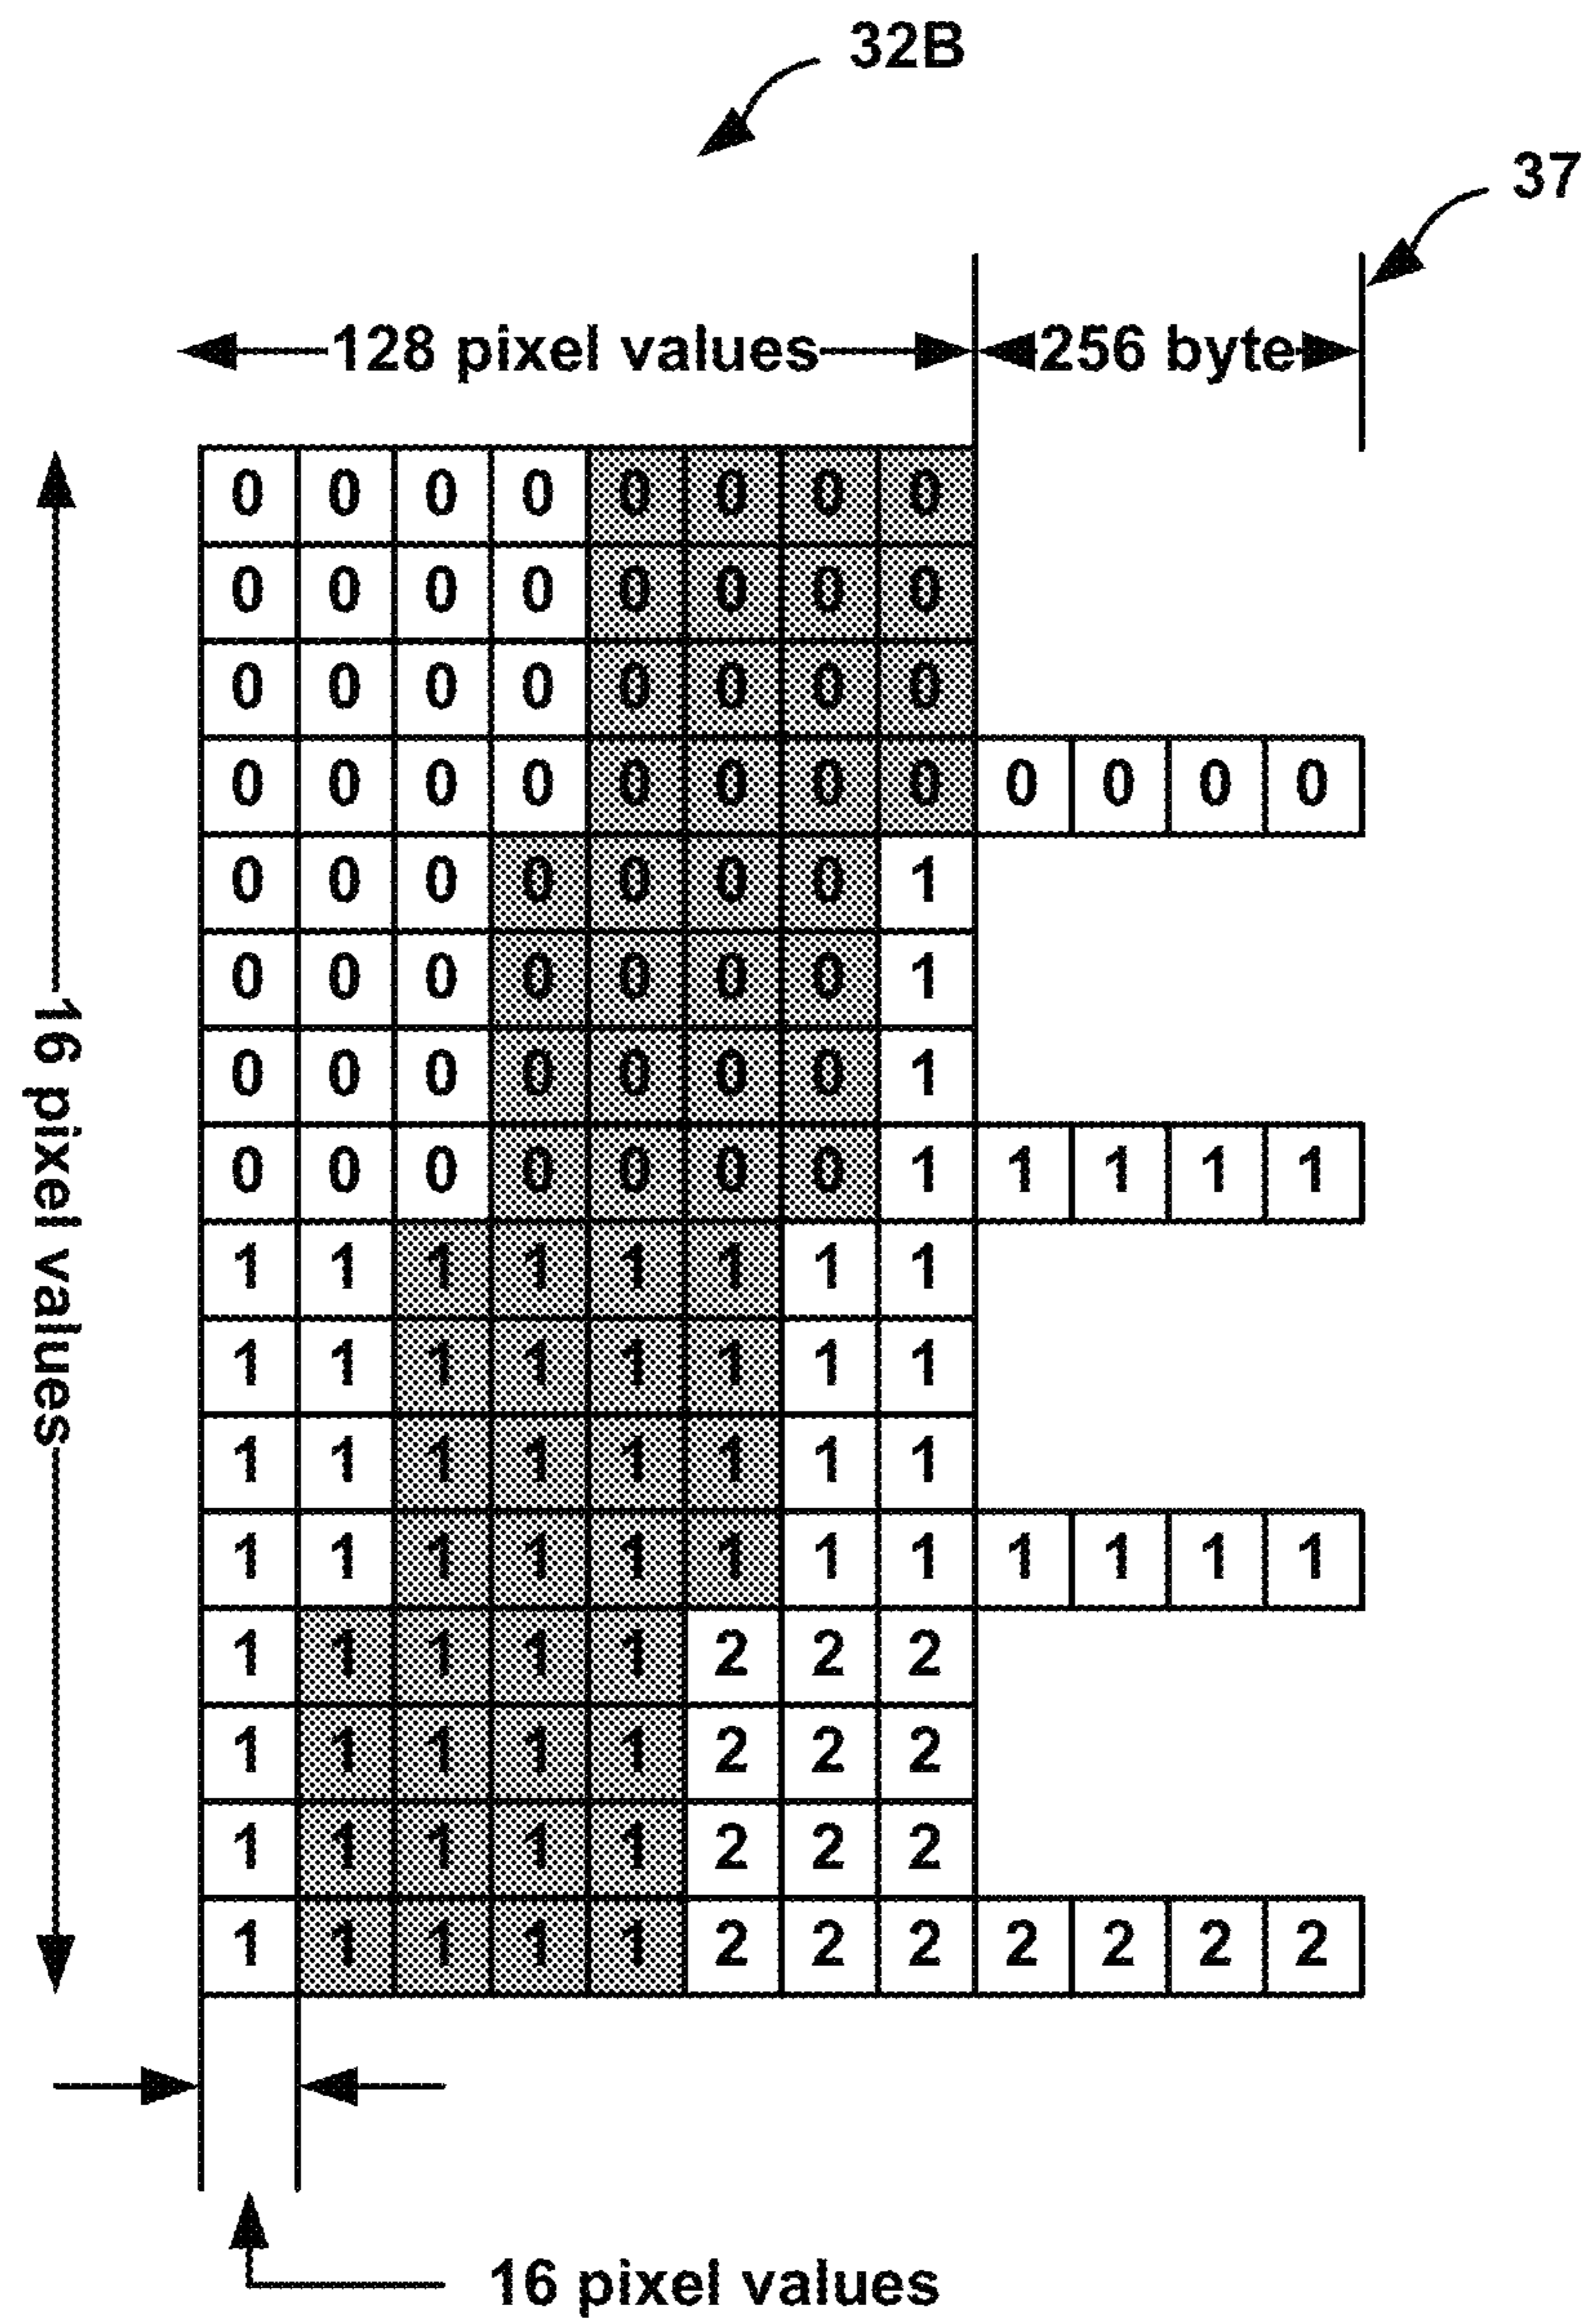 32B
37
128 pixel values
256 byte
0 0 0 0 0 0 0 0
0 0 0 0 0 0 0 0
0 0 0 0 0 0 0 0
0 0 0 0 0 0 0 0 0 0 0 0
0 0 0 0 0 0 0 1
0 0 0 0 0 0 0 1
0 0 0 0 0 0 0 1
0 0 0 0 0 0 0 1 1 1 1 1
1 1 1 1 1 1 1 1
1 1 1 1 1 1 1 1
1 1 1 1 1 1 1 1
1 1 1 1 1 1 1 1 1 1 1 1
1 1 1 1 1 2 2 2
1 1 1 1 1 2 2 2
1 1 1 1 1 2 2 2
1 1 1 1 1 2 2 2 2 2 2 2
16 pixel values
16 pixel values